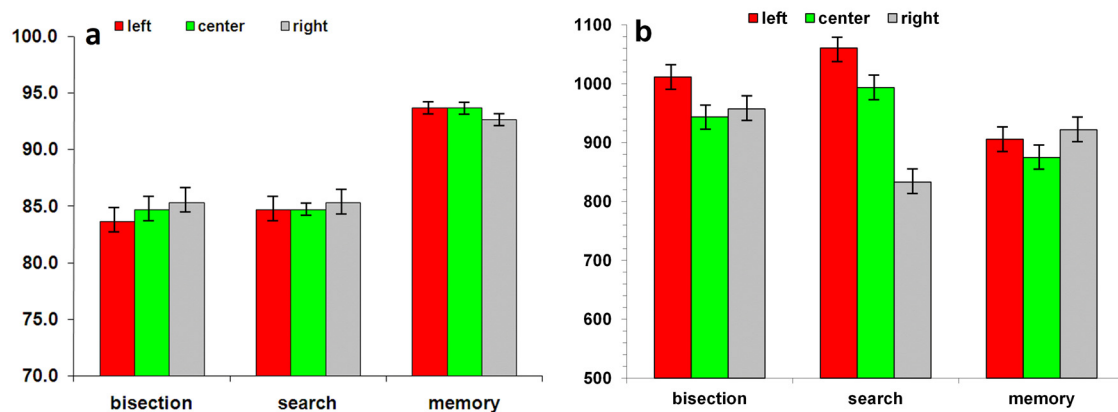 a
left center right
100.0
95.0
90.0
85.0
80.0
75.0
70.0
bisection search memory
b
left center right
1100
1000
900
800
700
600
500
bisection search memory